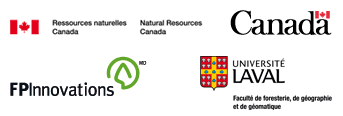 Ressources naturelles
Canada
Natural Resources
Canada
Canada
FPInnovations
MD
UNIVERSITÉ
LAVAL
Faculté de foresterie, de géographie
et de géomatique